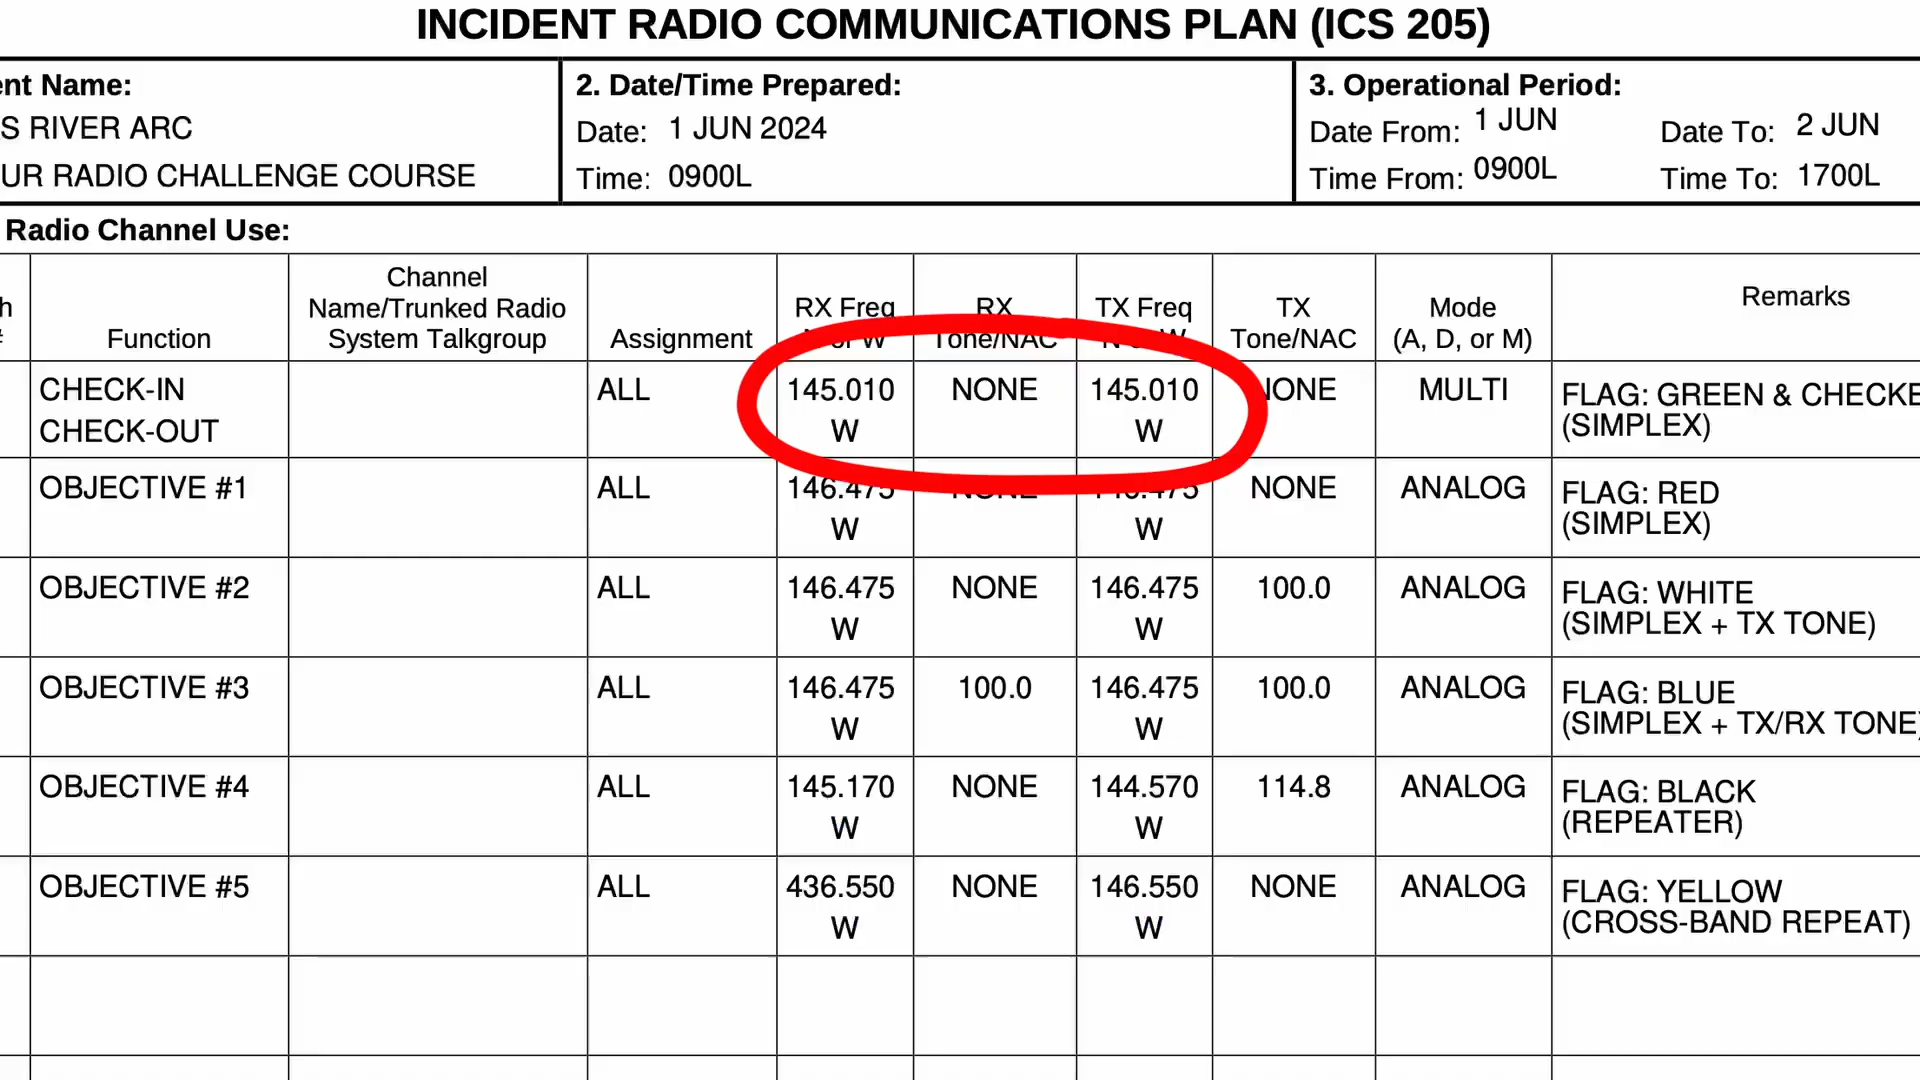 INCIDENT RADIO COMMUNICATIONS PLAN (ICS 205)
Name:
2. Date/Time Prepared:
3. Operational Period:
RIVER ARC
Date: 1 JUN 2024
Date From: 1 JUN
Date To: 2 JUN
RADIO CHALLENGE COURSE
Time: 0900L
Time From: 0900L
Time To: 1700L
Radio Channel Use:
Function
Channel
Name/Trunked Radio
System Talkgroup
Assignment
RX Freq
RX
Tone/NAC
TX Freq
TX
Tone/NAC
Mode
(A, D, or M)
Remarks
CHECK-IN
CHECK-OUT
ALL
145.010
W
NONE
145.010
W
MULTI
FLAG: GREEN &
(SIMPLEX)
OBJECTIVE #1
ALL
146.475
W
NONE
146.475
W
NONE
ANALOG
FLAG: RED
(SIMPLEX)
OBJECTIVE #2
ALL
146.475
W
NONE
146.475
W
100.0
ANALOG
FLAG: WHITE
(SIMPLEX + TX TONE)
OBJECTIVE #3
ALL
146.475
W
100.0
146.475
W
100.0
ANALOG
FLAG: BLUE
(SIMPLEX + TX/RX TONE)
OBJECTIVE #4
ALL
145.170
W
NONE
144.570
W
114.8
ANALOG
FLAG: BLACK
(REPEATER)
OBJECTIVE #5
ALL
436.550
W
NONE
146.550
W
NONE
ANALOG
FLAG: YELLOW
(CROSS-BAND REPEAT)